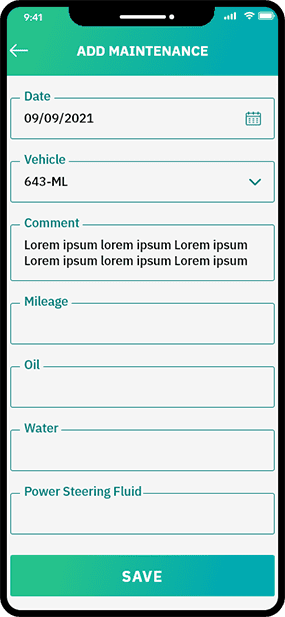 9:41
ADD MAINTENANCE
Date
09/09/2021
Vehicle
643-ML
Comment
Lorem ipsum lorem ipsum Lorem ipsum
Lorem ipsum lorem ipsum Lorem ipsum
Mileage
Oil
Water
Power Steering Fluid
SAVE